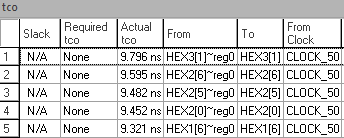 tco
Slack Required tco Actual tco From To From Clock
1 N/A None 9.796 ns HEX3[1]~reg0 HEX3[1] CLOCK_50
2 N/A None 9.595 ns HEX2[6]~reg0 HEX2[6] CLOCK_50
3 N/A None 9.482 ns HEX2[5]~reg0 HEX2[5] CLOCK_50
4 N/A None 9.452 ns HEX2[0]~reg0 HEX2[0] CLOCK_50
5 N/A None 9.321 ns HEX1[6]~reg0 HEX1[6] CLOCK_50